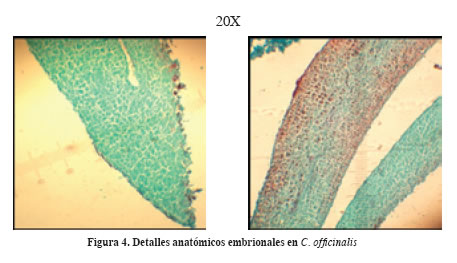 20X
Figura 4. Detalles anatómicos embrionales en C. officinalis